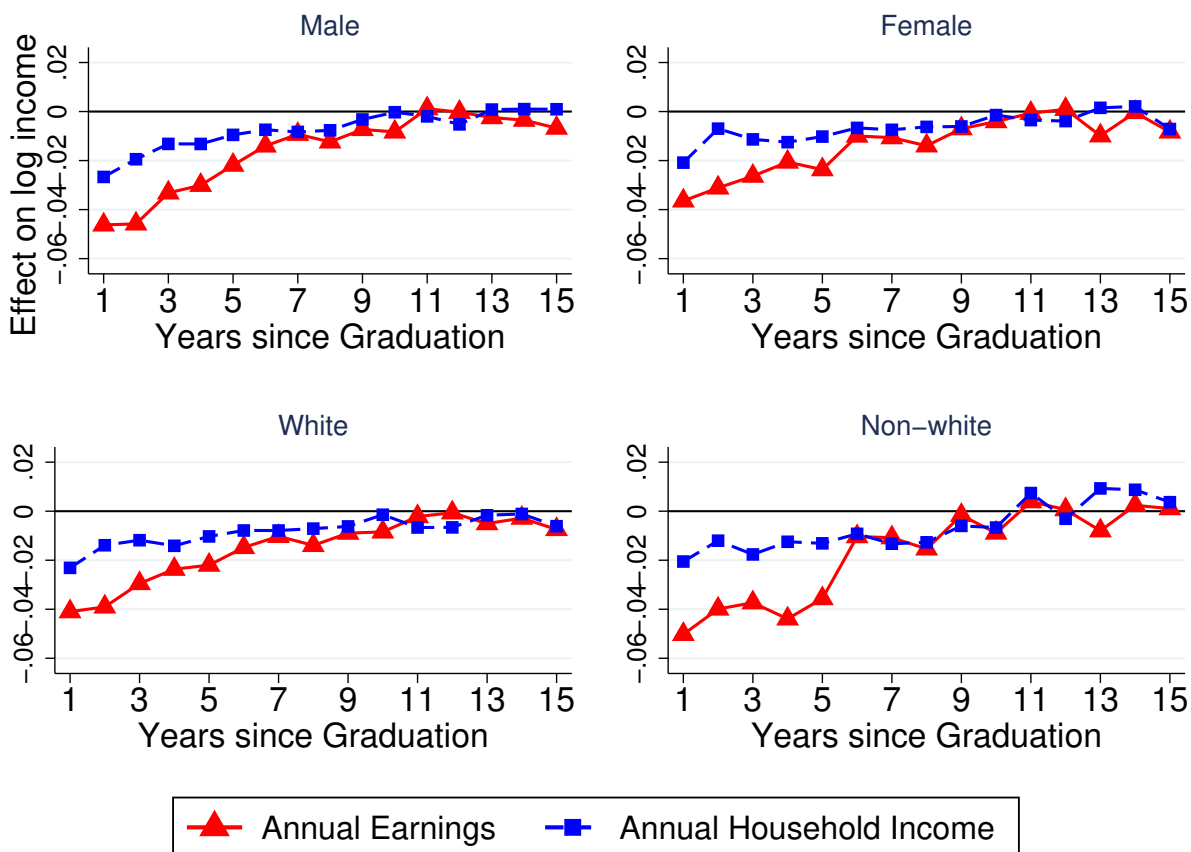 Male
Effect on log income
.02
0
-.02
-.04
-.06
1 3 5 7 9 11 13 15
Years since Graduation
Female
.02
0
-.02
-.04
-.06
1 3 5 7 9 11 13 15
Years since Graduation
White
.02
0
-.02
-.04
-.06
1 3 5 7 9 11 13 15
Years since Graduation
Non−white
.02
0
-.02
-.04
-.06
1 3 5 7 9 11 13 15
Years since Graduation
Annual Earnings
Annual Household Income